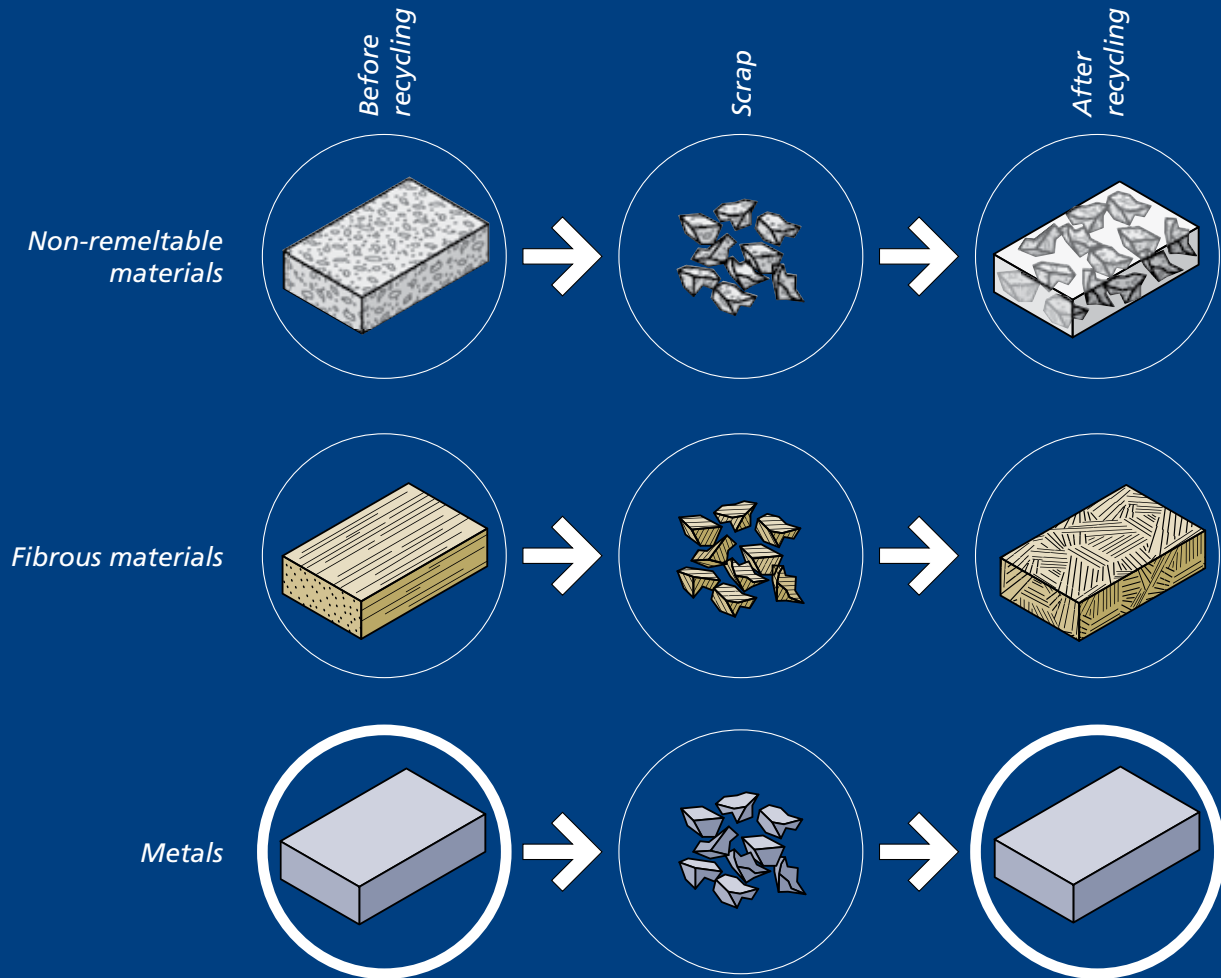 Before
recycling
Scrap
After
recycling
Non-remeltable
materials
Fibrous materials
Metals